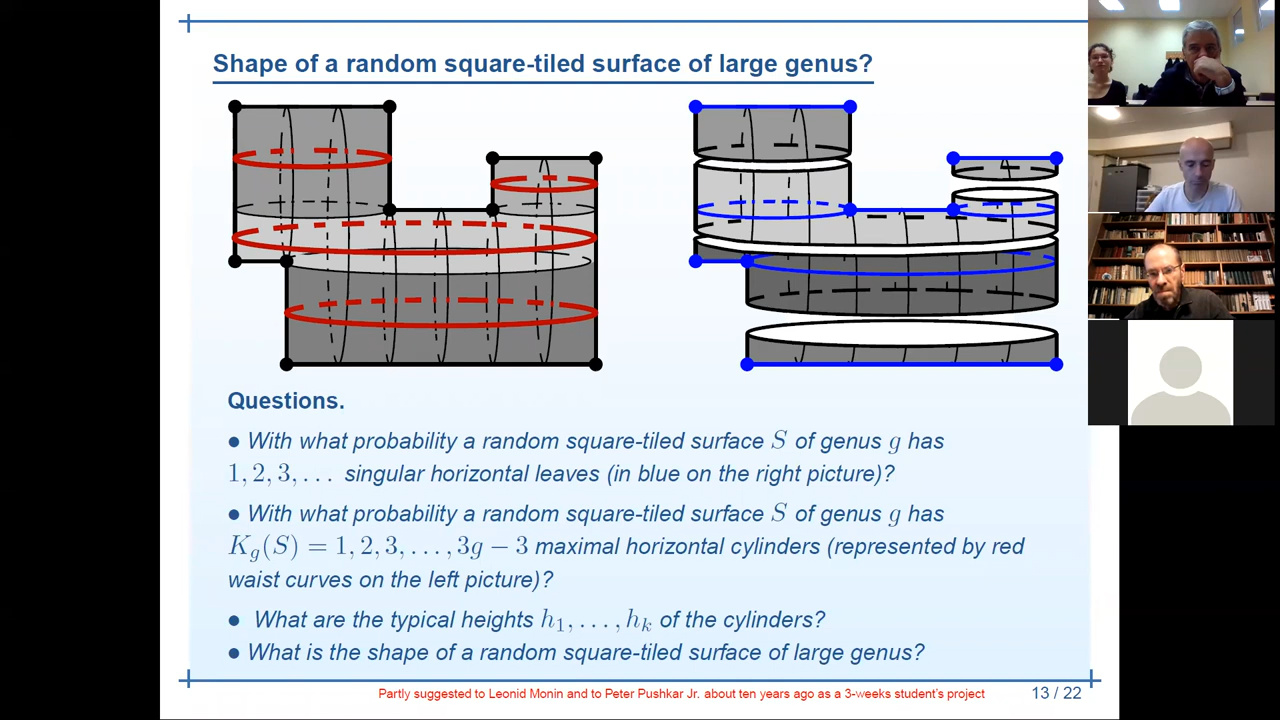 Shape of a random square-tiled surface of large genus?
Questions.
● With what probability a random square-tiled surface S of genus g has
1, 2, 3, ... singular horizontal leaves (in blue on the right picture)?
● With what probability a random square-tiled surface S of genus g has
K_g(S) = 1, 2, 3, ..., 3g − 3 maximal horizontal cylinders (represented by red
waist curves on the left picture)?
● What are the typical heights h_1, ..., h_k of the cylinders?
● What is the shape of a random square-tiled surface of large genus?
Partly suggested to Leonid Monin and to Peter Pushkar Jr. about ten years ago as a 3-weeks student's project
13 / 22